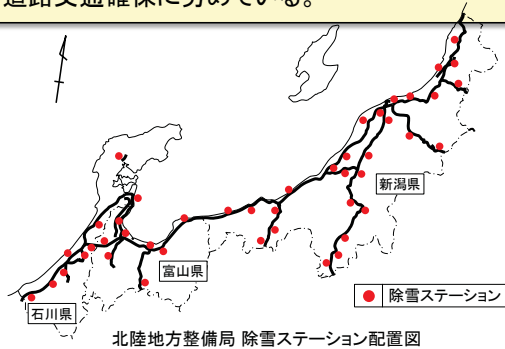 道路交通確保に努めている。
新潟県
富山県
石川県
除雪ステーション
北陸地方整備局 除雪ステーション配置図